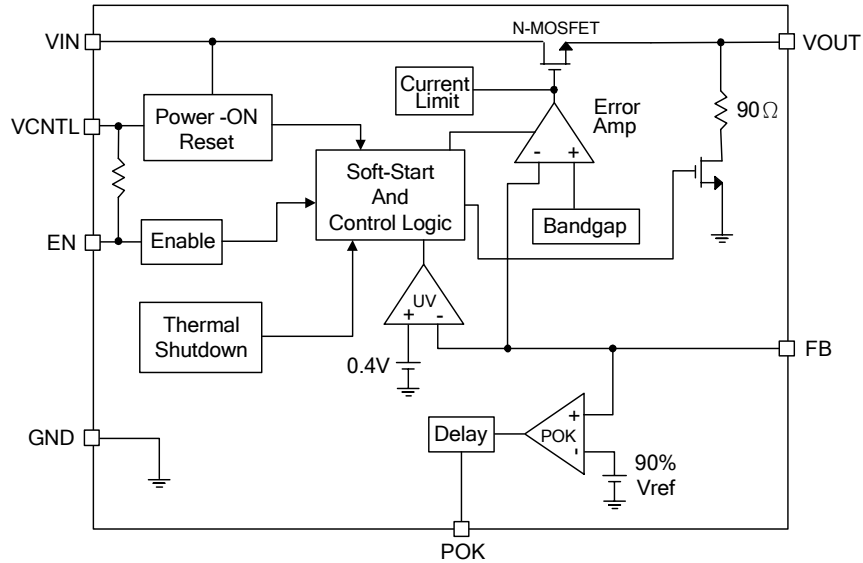 N-MOSFET
VIN
VOUT
Current
Limit
Error
Amp
90Ω
VCNTL
Power -ON
Reset
-
+
Soft-Start
And
Control Logic
Bandgap
EN
Enable
UV
+
-
Thermal
Shutdown
0.4V
FB
GND
Delay
POK
+
-
90%
Vref
POK